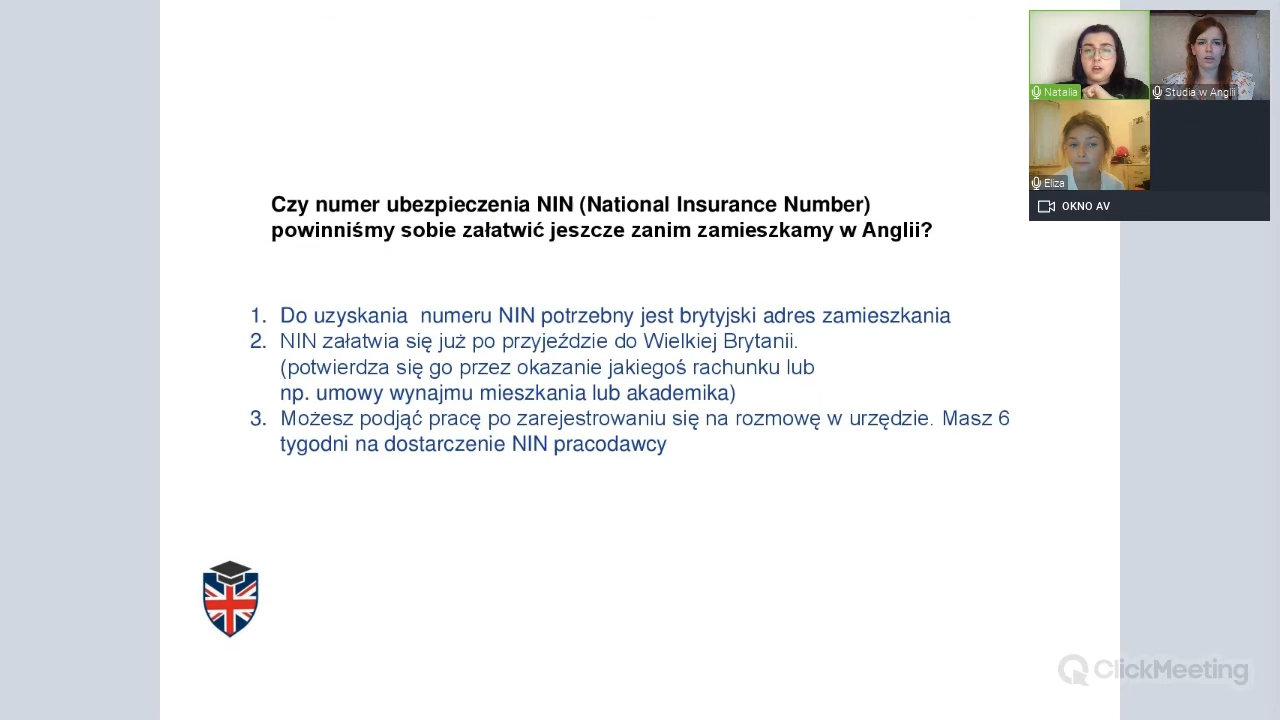 Czy numer ubezpieczenia NIN (National Insurance Number)
powinniśmy sobie załatwić jeszcze zanim zamieszkamy w Anglii?
1. Do uzyskania numeru NIN potrzebny jest brytyjski adres zamieszkania
2. NIN załatwia się już po przyjeździe do Wielkiej Brytanii.
(potwierdza się go przez okazanie jakiegoś rachunku lub
np. umowy wynajmu mieszkania lub akademika)
3. Możesz podjąć pracę po zarejestrowaniu się na rozmowę w urzędzie. Masz 6
tygodni na dostarczenie NIN pracodawcy
Natalia
Studia w Anglii
Eliza
OKNO AV
ClickMeeting